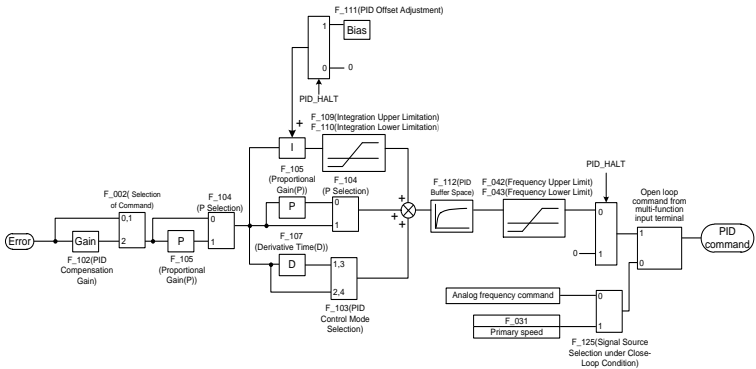 F_111(PID Offset Adjustment)
1
Bias
0
0
PID_HALT
+
F_109(Integration Upper Limitation)
F_110(Integration Lower Limitation)
I
F_105
(Proportional
Gain(P))
F_104
(P Selection)
P
0
1
F_002( Selection
of Command)
0,1
2
Error
Gain
F_102(PID
Compensation
Gain)
P
F_105
(Proportional
Gain(P))
F_104
(P Selection)
0
1
F_107
(Derivative Time(D))
D
1,3
2,4
F_103(PID
Control Mode
Selection)
+
+
+
F_112(PID
Buffer Space)
F_042(Frequency Upper Limit)
F_043(Frequency Lower Limit)
PID_HALT
0
0
1
Open loop
command from
multi-function
input terminal
1
0
PID
command
Analog frequency command
F_031
Primary speed
0
1
F_125(Signal Source
Selection under Close-
Loop Condition)